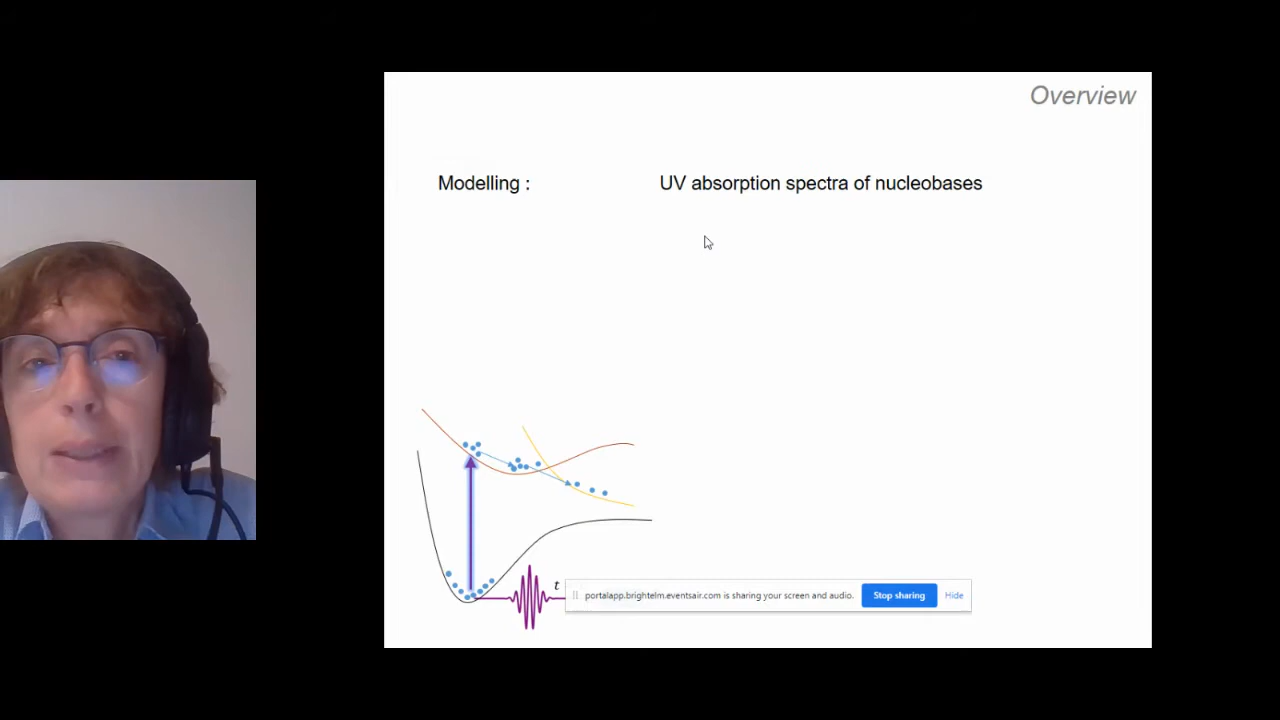 Overview
Modelling : UV absorption spectra of nucleobases
t
portalapp.brightelm.eventsair.com is sharing your screen and audio. Stop sharing Hide